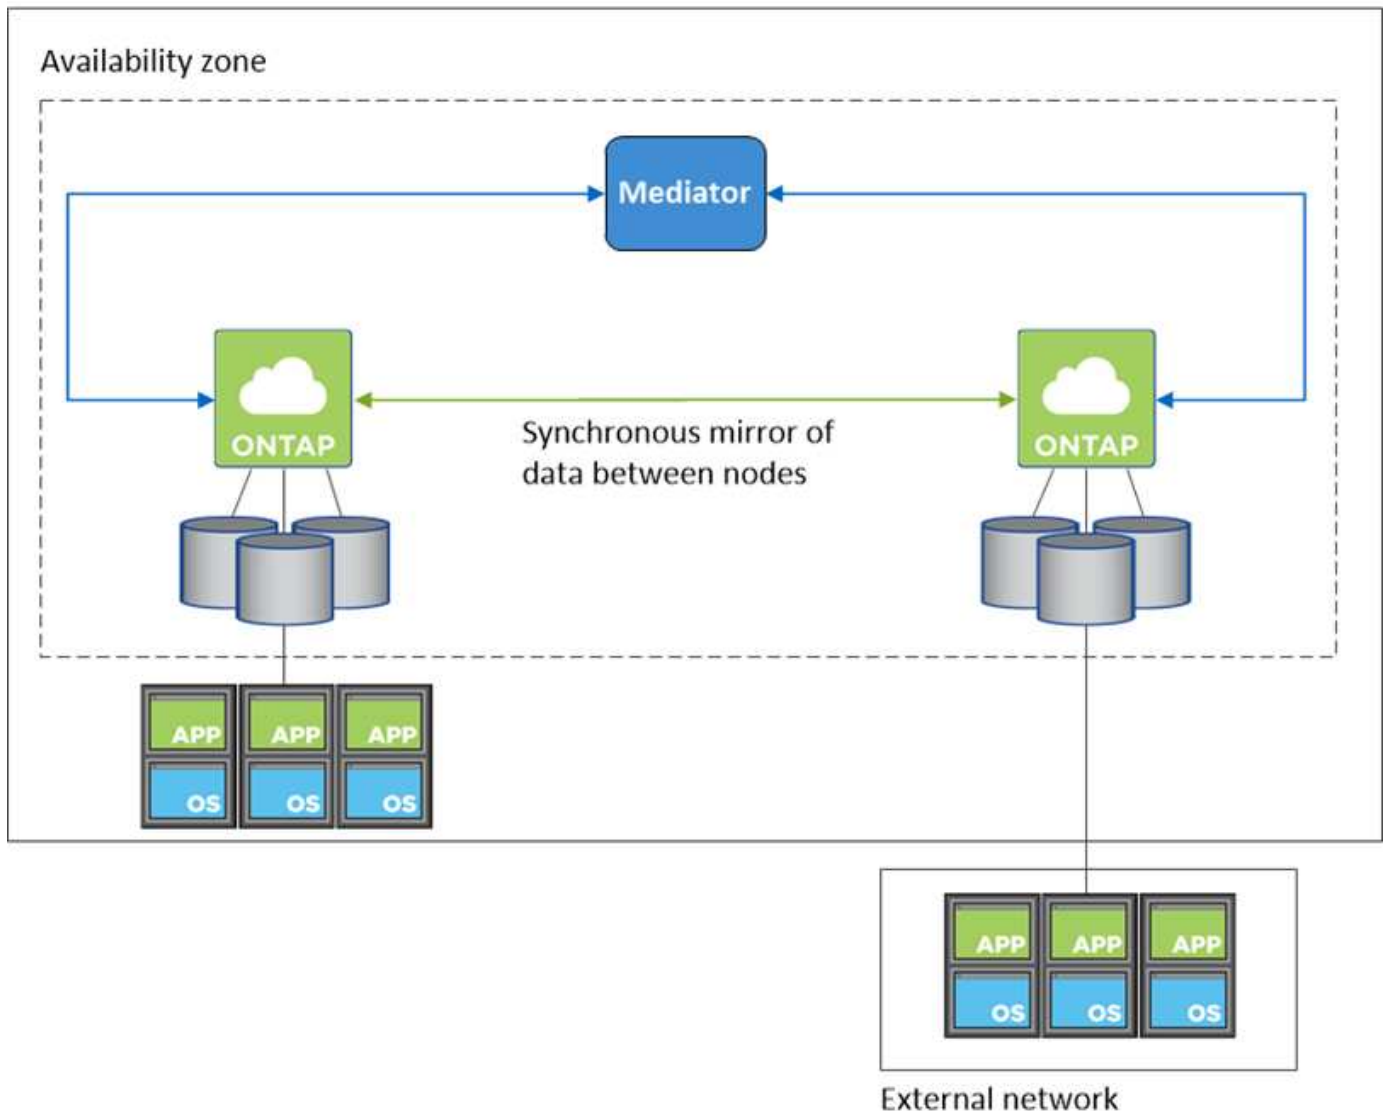 Availability zone
Mediator
ONTAP
ONTAP
Synchronous mirror of
data between nodes
APP APP APP
OS OS OS
APP APP APP
OS OS OS
External network